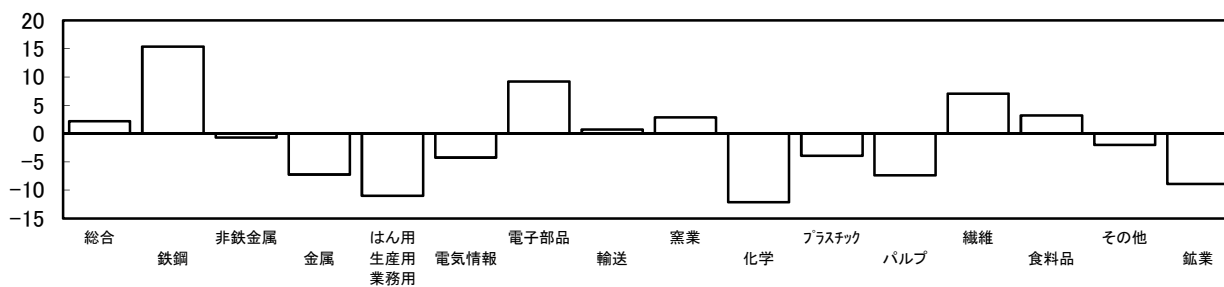 20
15
10
5
0
-5
-10
-15
総合
鉄鋼
非鉄金属
金属
はん用
生産用
業務用
電気情報
電子部品
輸送
窯業
化学
プラスチック
パルプ
繊維
食料品
その他
鉱業